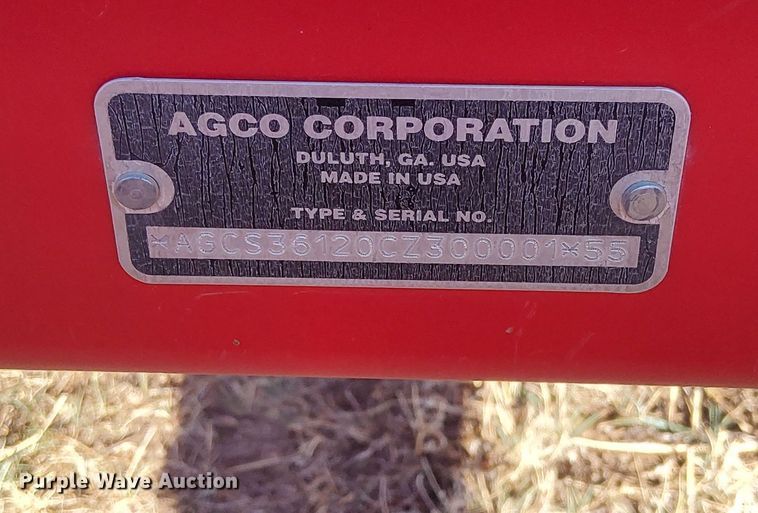 AGCO CORPORATION
DULUTH, GA. USA
MADE IN USA
TYPE & SERIAL NO.
*AGCS36120CZ300001*55
Purple Wave Auction®